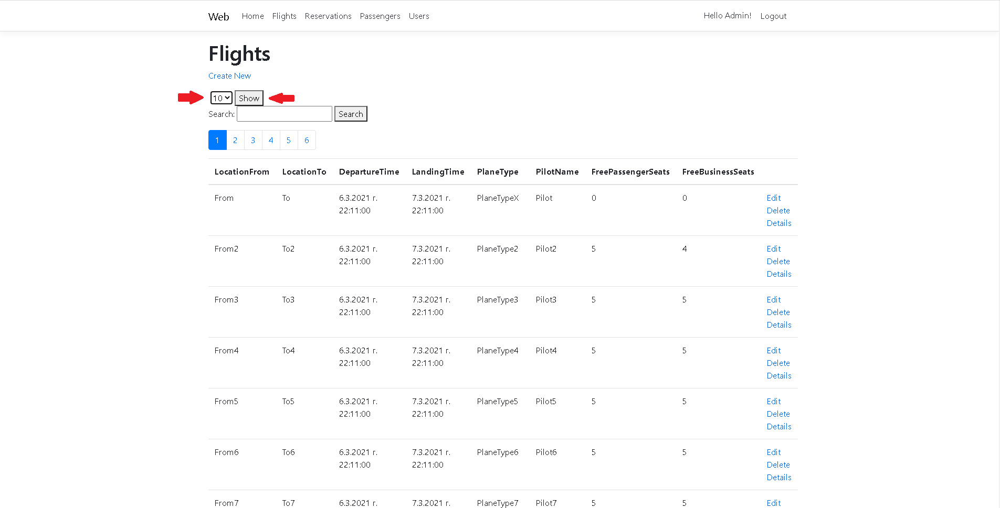 Web Home Flights Reservations Passengers Users Hello Admin! Logout
Flights
Create New
10 Show
Search: Search
1 2 3 4 5 6
LocationFrom LocationTo DepartureTime LandingTime PlaneType PilotName FreePassengerSeats FreeBusinessSeats
From To 6.3.2021 г. 7.3.2021 г. PlaneTypeX Pilot 0 0 Edit
22:11:00 22:11:00 Delete
Details
From2 To2 6.3.2021 г. 7.3.2021 г. PlaneType2 Pilot2 5 4 Edit
22:11:00 22:11:00 Delete
Details
From3 To3 6.3.2021 г. 7.3.2021 г. PlaneType3 Pilot3 5 5 Edit
22:11:00 22:11:00 Delete
Details
From4 To4 6.3.2021 г. 7.3.2021 г. PlaneType4 Pilot4 5 5 Edit
22:11:00 22:11:00 Delete
Details
From5 To5 6.3.2021 г. 7.3.2021 г. PlaneType5 Pilot5 5 5 Edit
22:11:00 22:11:00 Delete
Details
From6 To6 6.3.2021 г. 7.3.2021 г. PlaneType6 Pilot6 5 5 Edit
22:11:00 22:11:00 Delete
Details
From7 To7 6.3.2021 г. 7.3.2021 г. PlaneType7 Pilot7 5 5 Edit